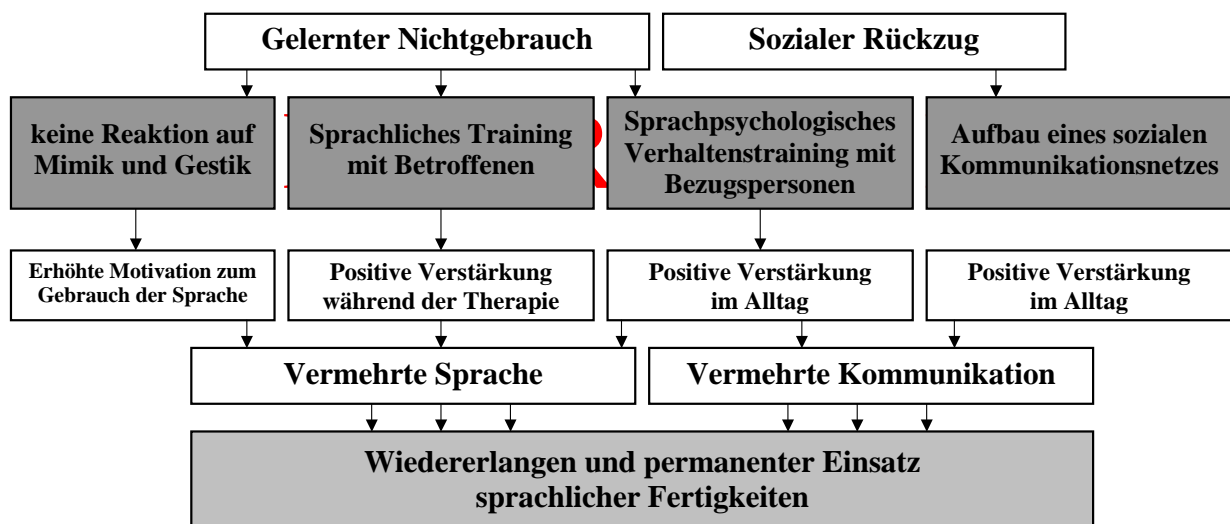 Gelernter Nichtgebrauch
Sozialer Rückzug
keine Reaktion auf
Mimik und Gestik
Sprachliches Training
mit Betroffenen
Sprachpsychologisches
Verhaltenstraining mit
Bezugspersonen
Aufbau eines sozialen
Kommunikationsnetzes
Erhöhte Motivation zum
Gebrauch der Sprache
Positive Verstärkung
während der Therapie
Positive Verstärkung
im Alltag
Positive Verstärkung
im Alltag
Vermehrte Sprache
Vermehrte Kommunikation
Wiedererlangen und permanenter Einsatz
sprachlicher Fertigkeiten